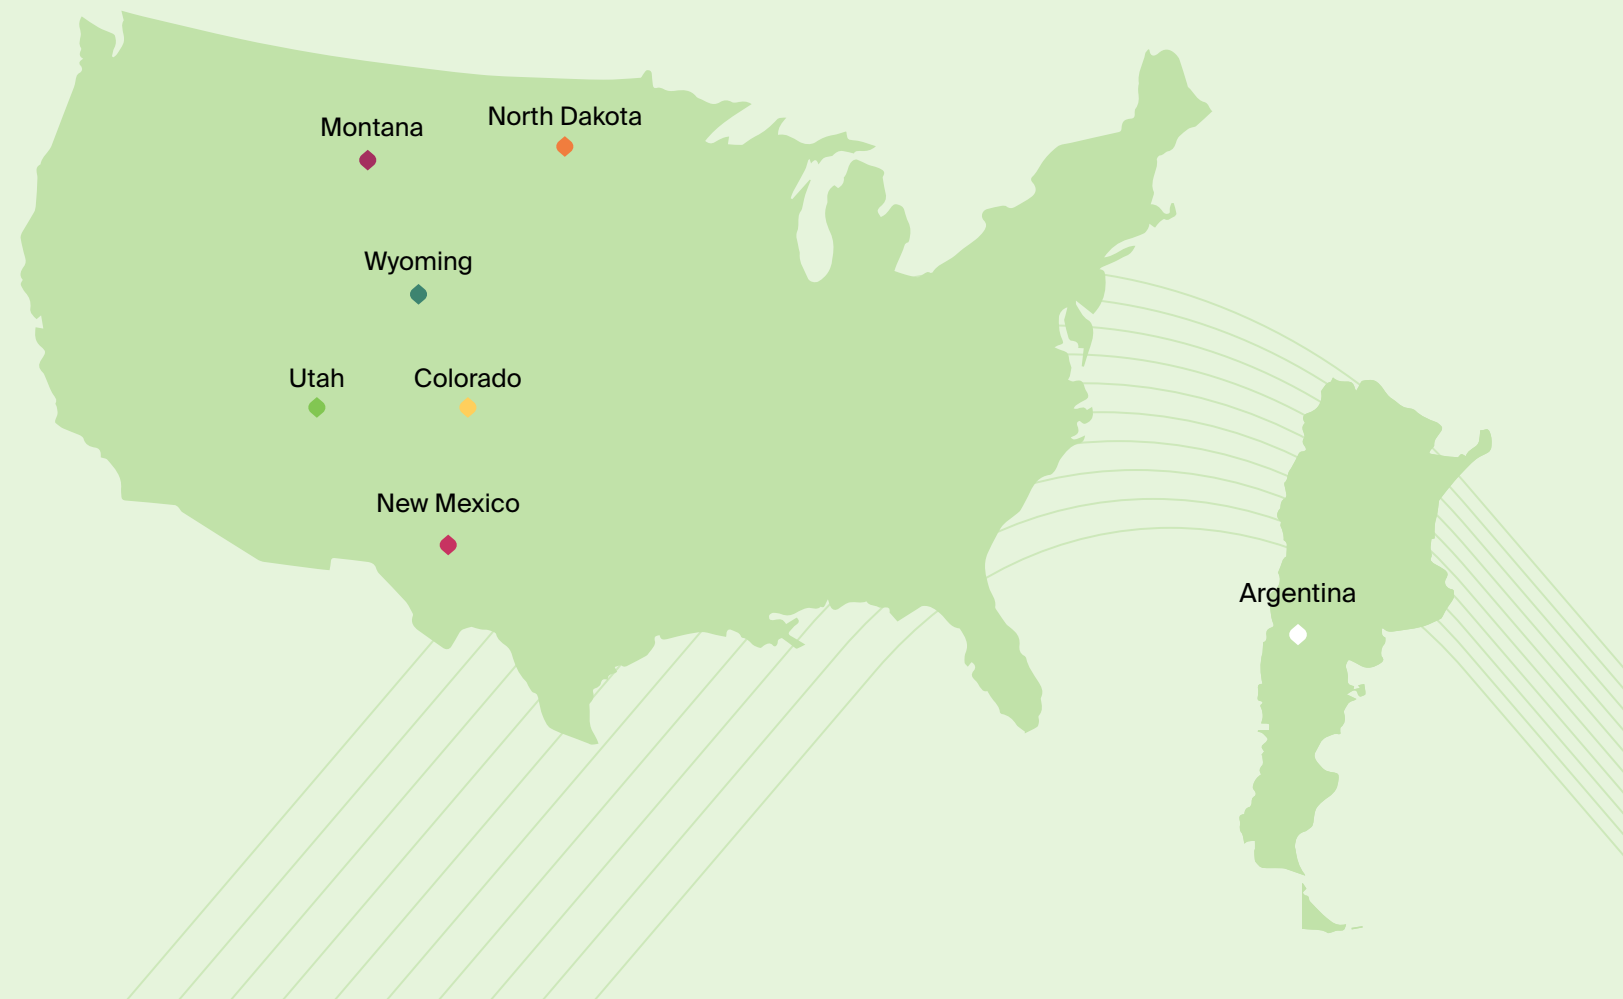 Montana
North Dakota
Wyoming
Utah
Colorado
New Mexico
Argentina